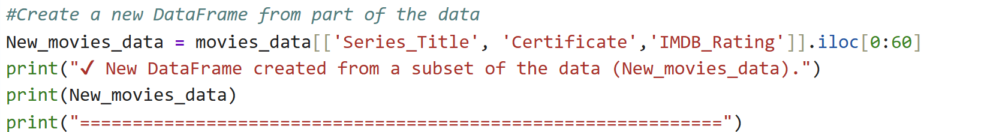 #Create a new DataFrame from part of the data
New_movies_data = movies_data[['Series_Title', 'Certificate','IMDB_Rating']].iloc[0:60]
print("✔ New DataFrame created from a subset of the data (New_movies_data).")
print(New_movies_data)
print("=============================================================")